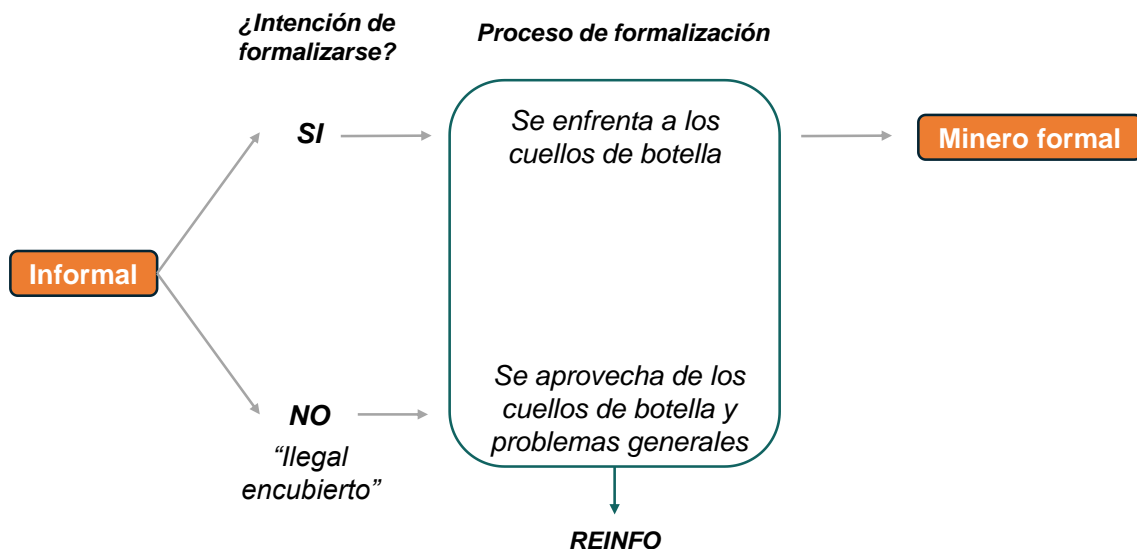 ¿Intención de
formalizarse?
Proceso de formalización
SI
Se enfrenta a los
cuellos de botella
Minero formal
Informal
NO
“Ilegal
encubierto”
Se aprovecha de los
cuellos de botella y
problemas generales
REINFO